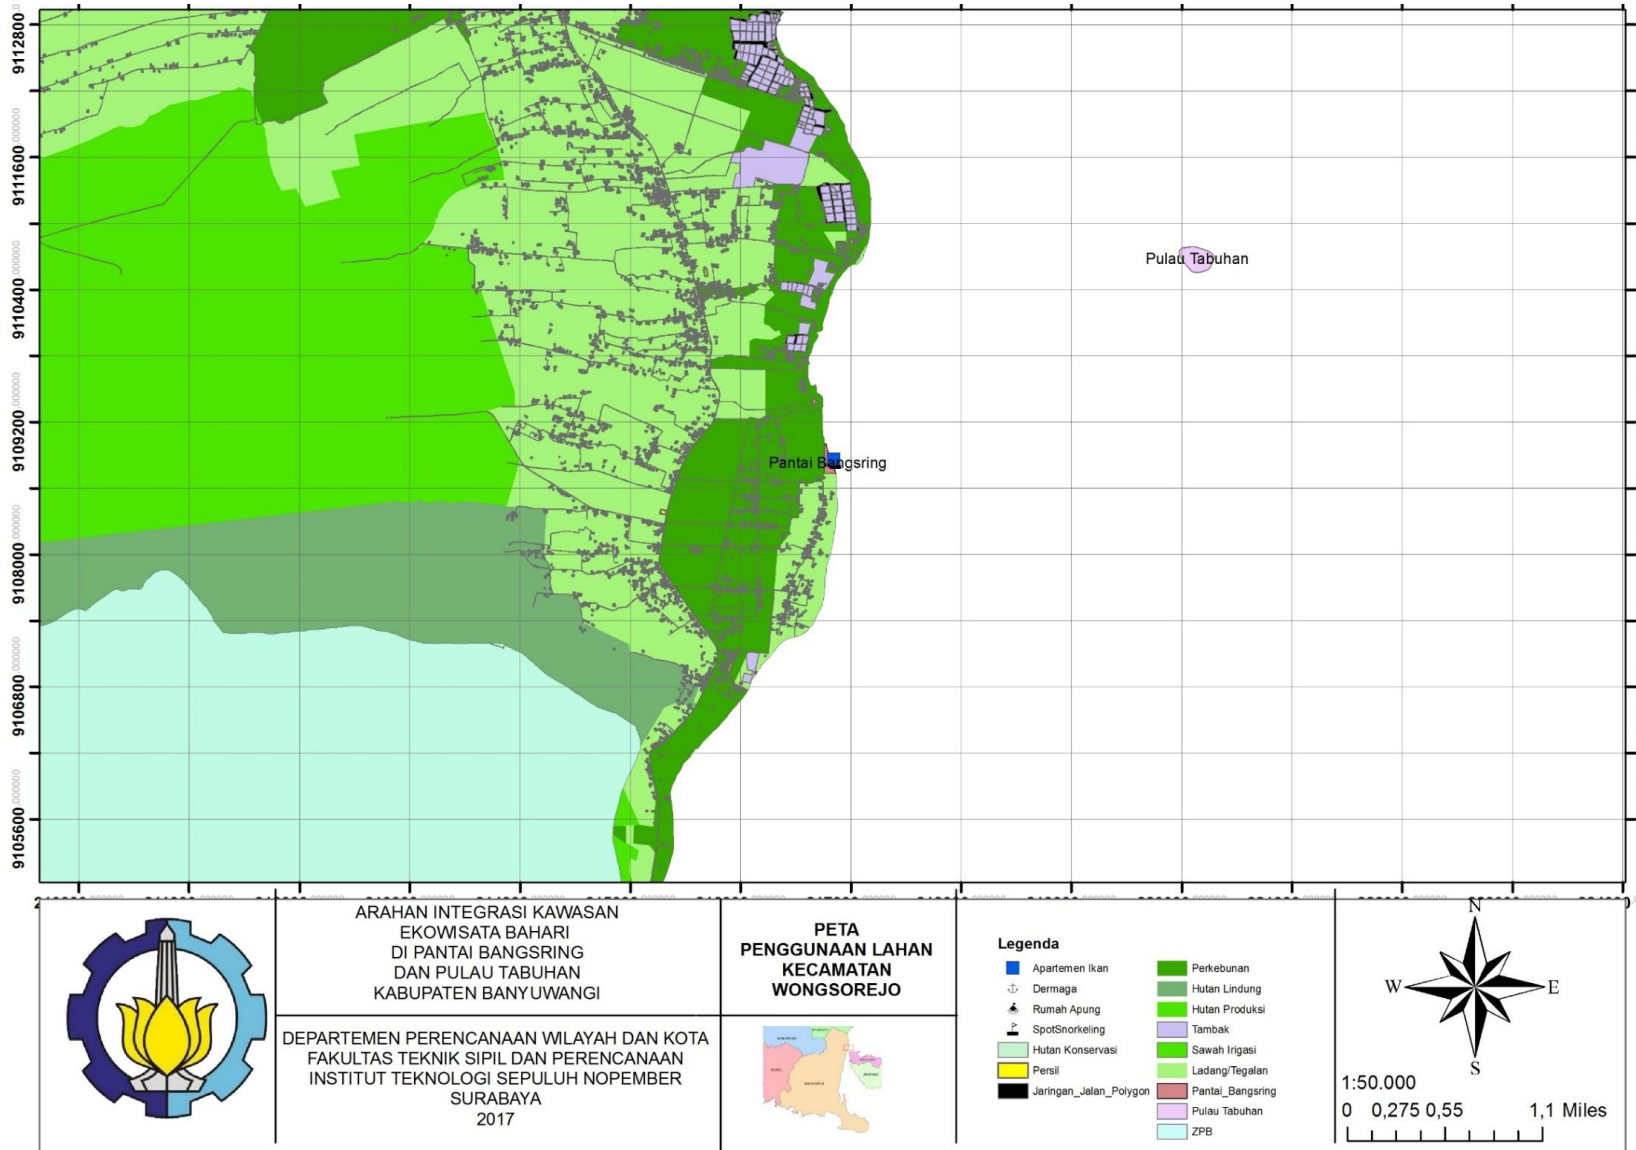 9112800
9111600
9110400
9109200
9108000
9106800
9105600
Pulau Tabuhan
Pantai Bangsring
ARAHAN INTEGRASI KAWASAN
EKOWISATA BAHARI
DI PANTAI BANGSRING
DAN PULAU TABUHAN
KABUPATEN BANYUWANGI
DEPARTEMEN PERENCANAAN WILAYAH DAN KOTA
FAKULTAS TEKNIK SIPIL DAN PERENCANAAN
INSTITUT TEKNOLOGI SEPULUH NOPEMBER
SURABAYA
2017
PETA
PENGGUNAAN LAHAN
KECAMATAN
WONGSOREJO
Legenda
Apartemen Ikan
Dermaga
Rumah Apung
SpotSnorkeling
Hutan Konservasi
Persil
Jaringan_Jalan_Polygon
Perkebunan
Hutan Lindung
Hutan Produksi
Tambak
Sawah Irigasi
Ladang/Tegalan
Pantai_Bangsring
Pulau Tabuhan
ZPB
N
W
E
S
1:50.000
0 0,275 0,55 1,1 Miles